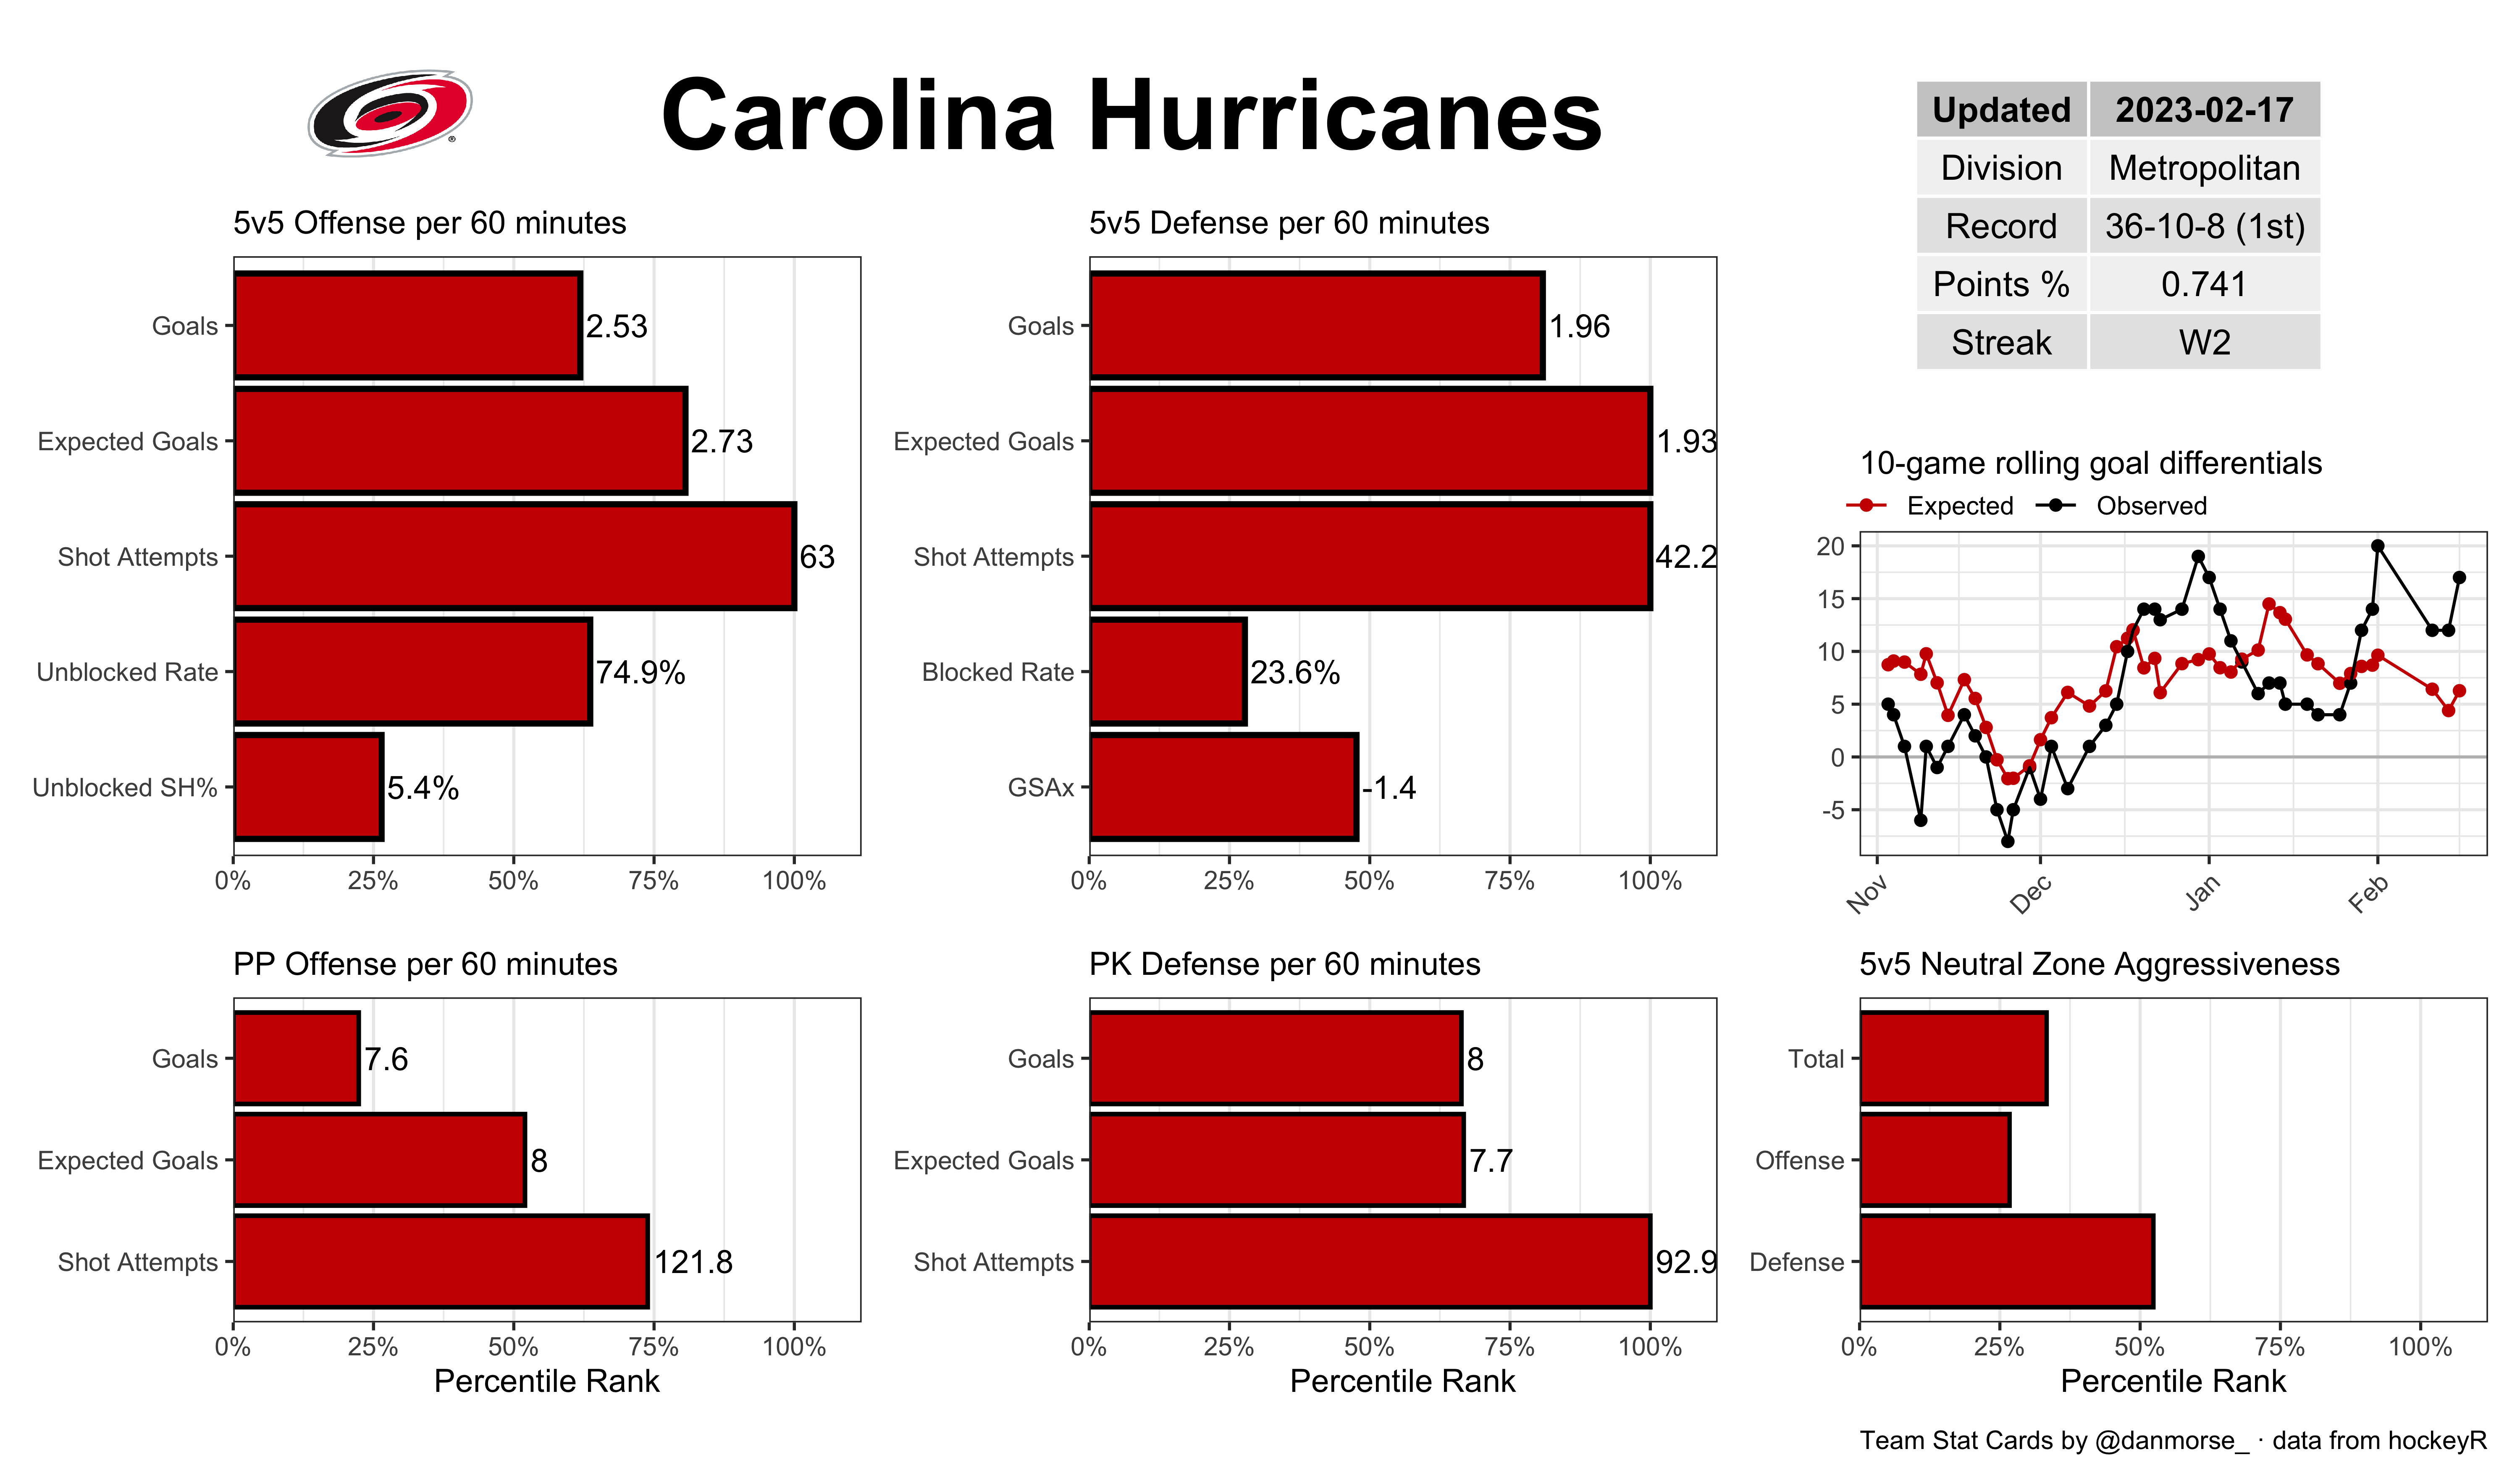 Carolina Hurricanes
Updated 2023-02-17
Division Metropolitan
Record 36-10-8 (1st)
Points % 0.741
Streak W2
5v5 Offense per 60 minutes
Goals 2.53
Expected Goals 2.73
Shot Attempts 63
Unblocked Rate 74.9%
Unblocked SH% 5.4%
0% 25% 50% 75% 100%
5v5 Defense per 60 minutes
Goals 1.96
Expected Goals 1.93
Shot Attempts 42.2
Blocked Rate 23.6%
GSAx -1.4
0% 25% 50% 75% 100%
10-game rolling goal differentials
Expected Observed
20
15
10
5
0
-5
Nov Dec Jan Feb
PP Offense per 60 minutes
Goals 7.6
Expected Goals 8
Shot Attempts 121.8
0% 25% 50% 75% 100%
Percentile Rank
PK Defense per 60 minutes
Goals 8
Expected Goals 7.7
Shot Attempts 92.9
0% 25% 50% 75% 100%
Percentile Rank
5v5 Neutral Zone Aggressiveness
Total
Offense
Defense
0% 25% 50% 75% 100%
Percentile Rank
Team Stat Cards by @danmorse_ · data from hockeyR